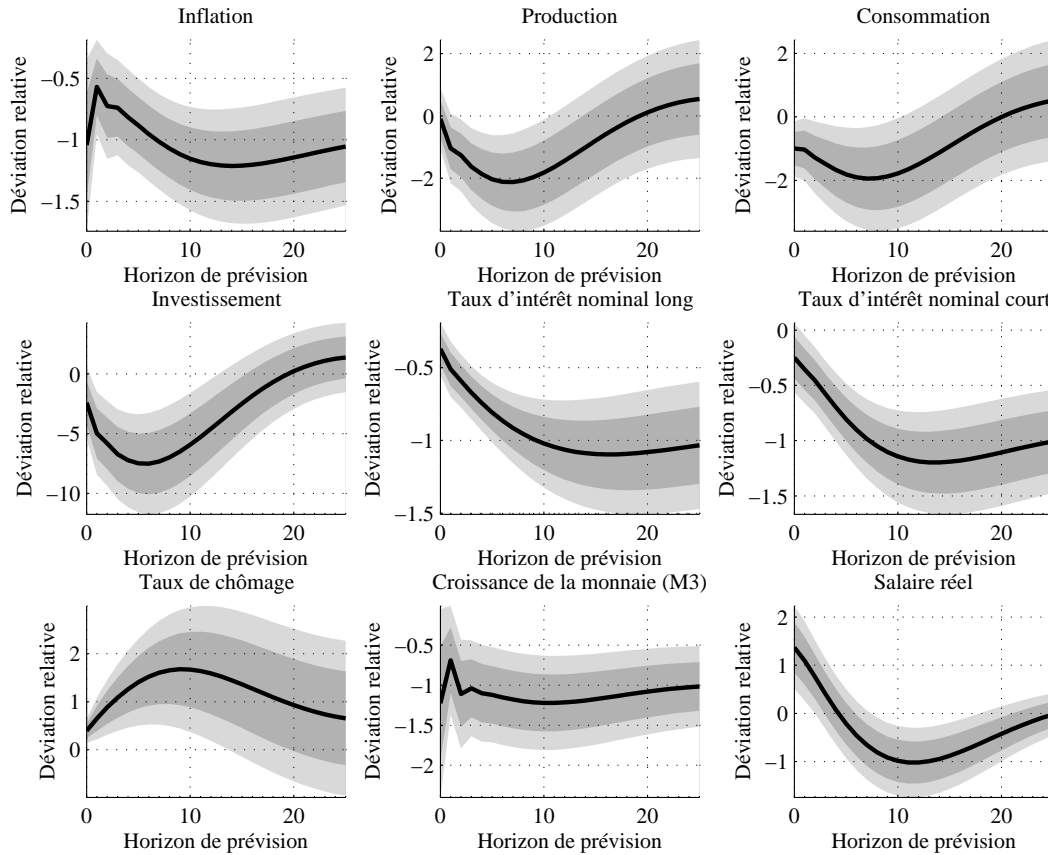 Inflation
Production
Consommation
Déviation relative
−0.5
−1
−1.5
0
20
Horizon de prévision
Déviation relative
2
0
−2
0
10
20
Horizon de prévision
Déviation relative
2
0
−2
0
10
20
Horizon de prévision
Investissement
Taux d'intérêt nominal long
Taux d'intérêt nominal court
Déviation relative
0
−5
−10
0
20
Horizon de prévision
Déviation relative
−0.5
−1
−1.5
0
10
20
Horizon de prévision
Déviation relative
0
−0.5
−1
−1.5
0
10
20
Horizon de prévision
Taux de chômage
Croissance de la monnaie (M3)
Salaire réel
Déviation relative
2
1
0
0
20
Horizon de prévision
Déviation relative
−0.5
−1
−1.5
−2
0
10
20
Horizon de prévision
Déviation relative
2
1
0
−1
0
10
20
Horizon de prévision